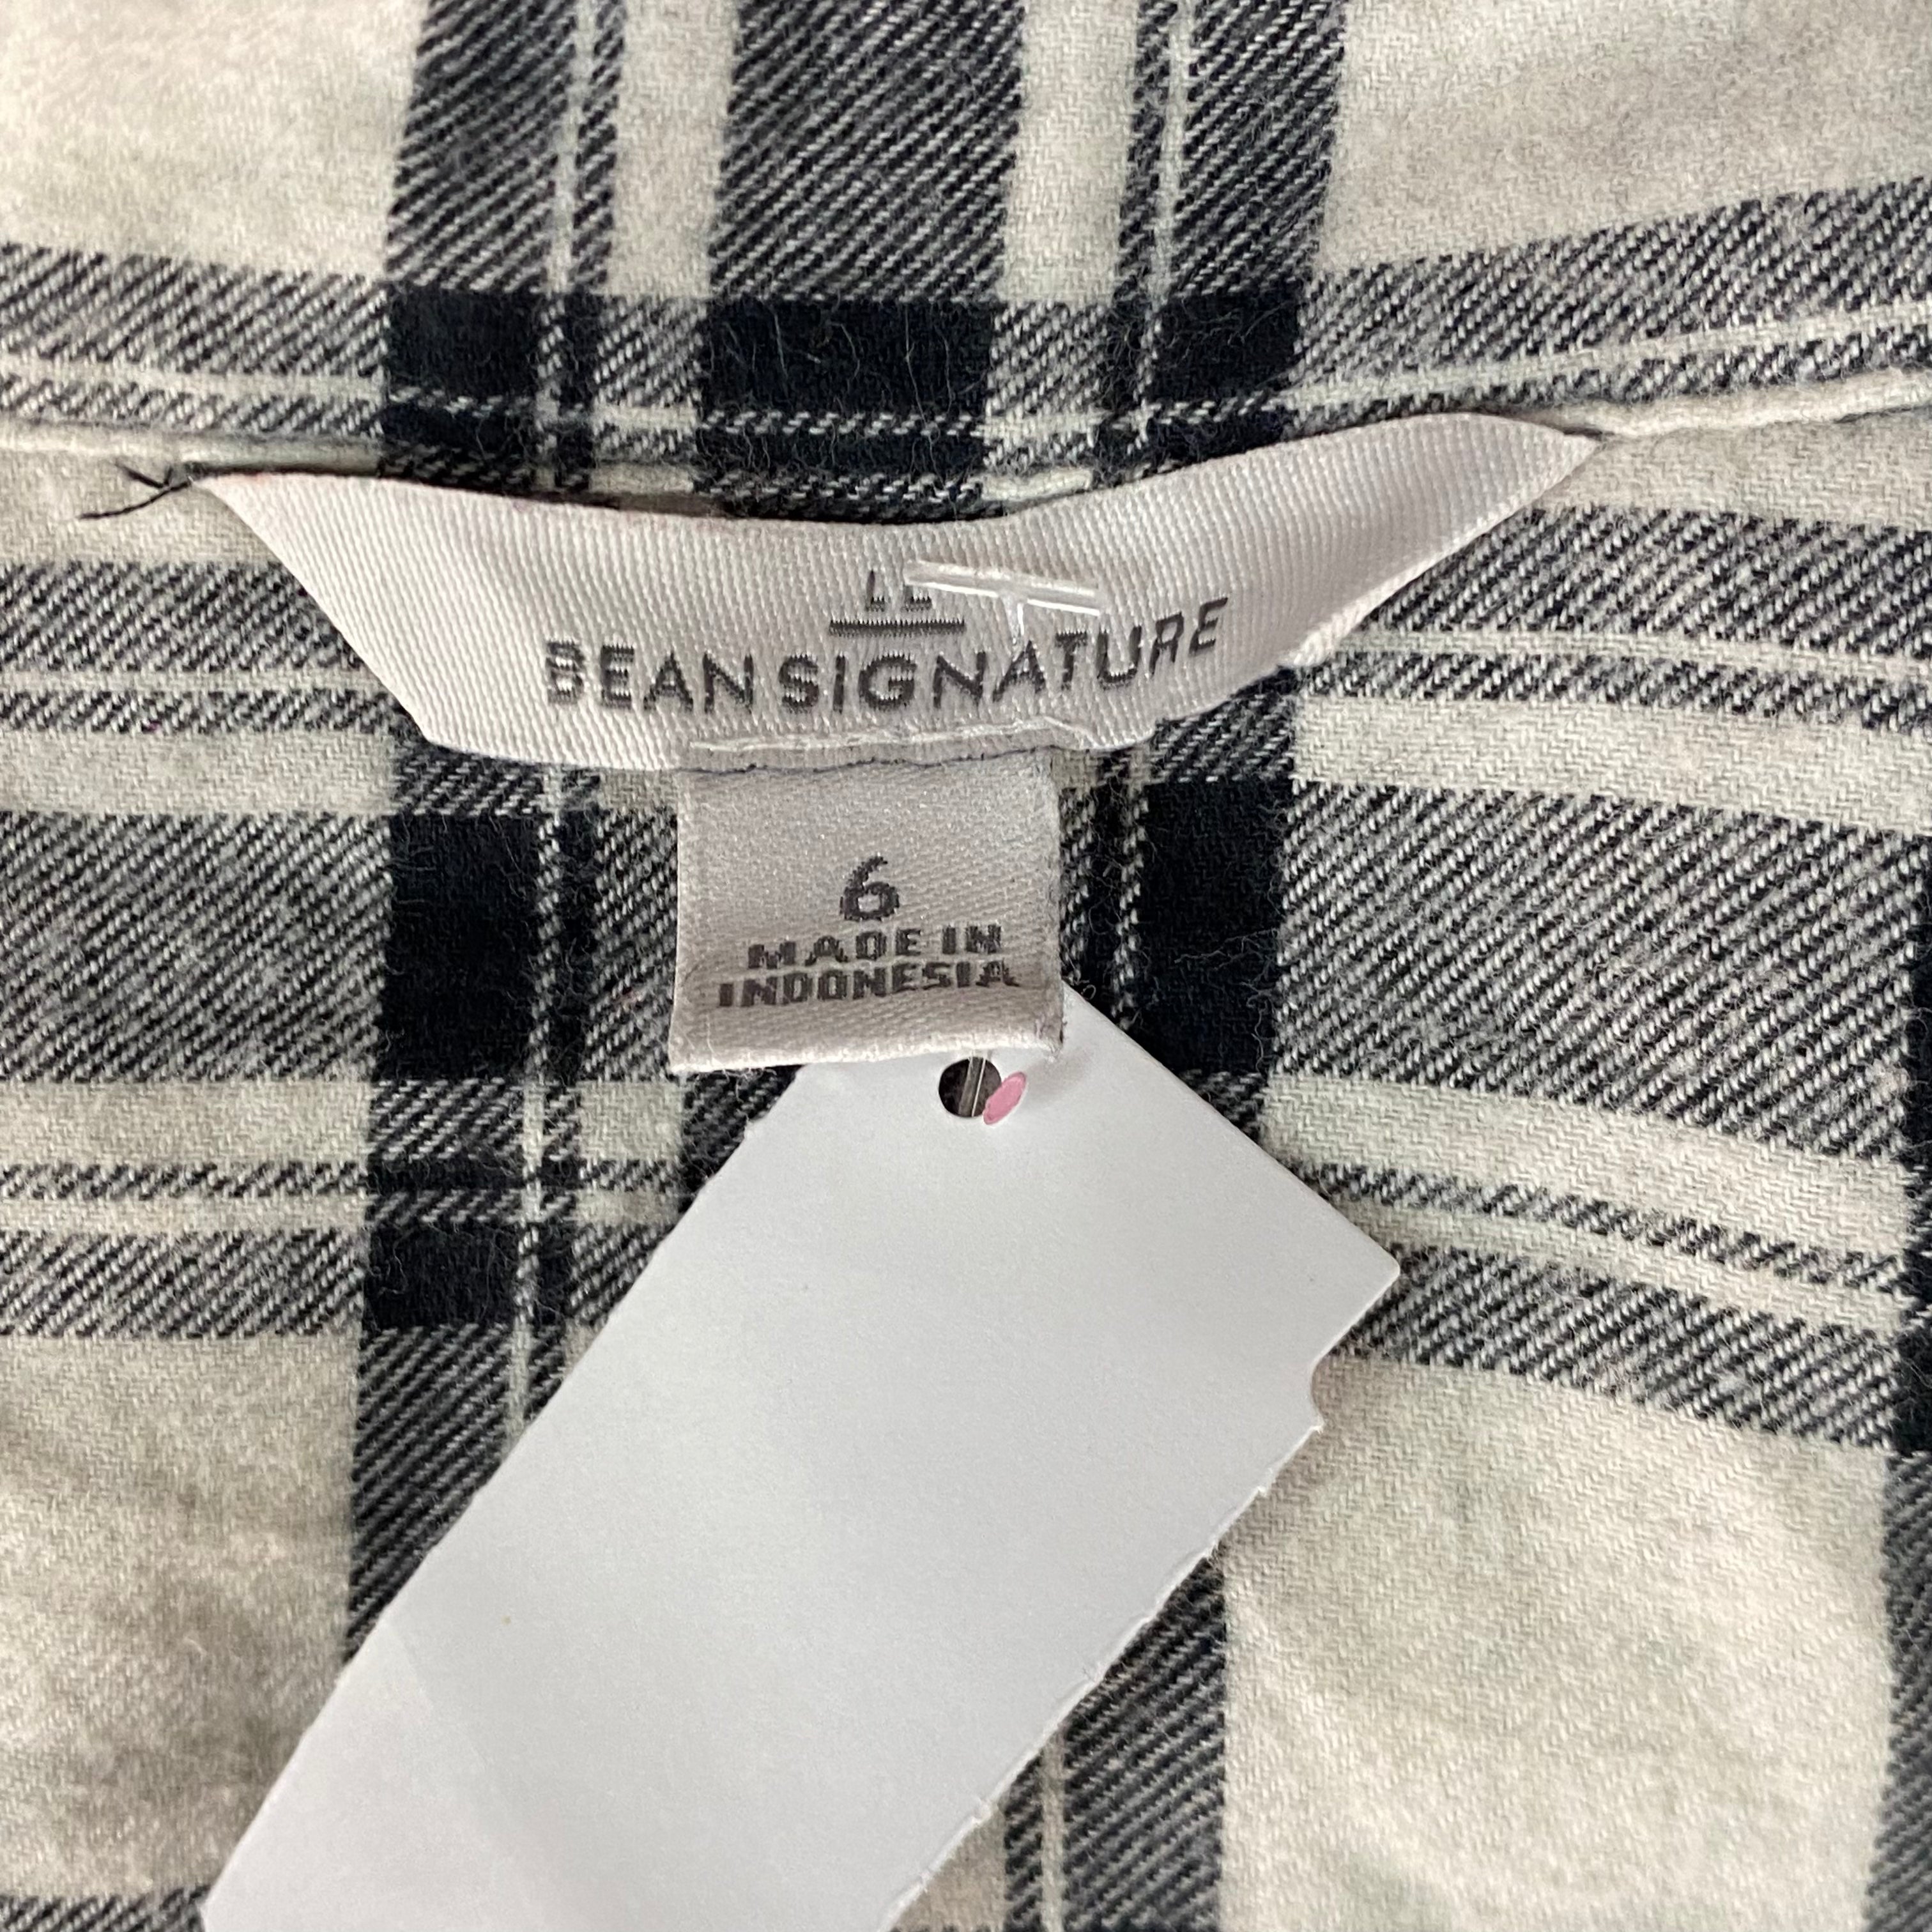 LL
BEAN SIGNATURE
6
MADE IN
INDONESIA